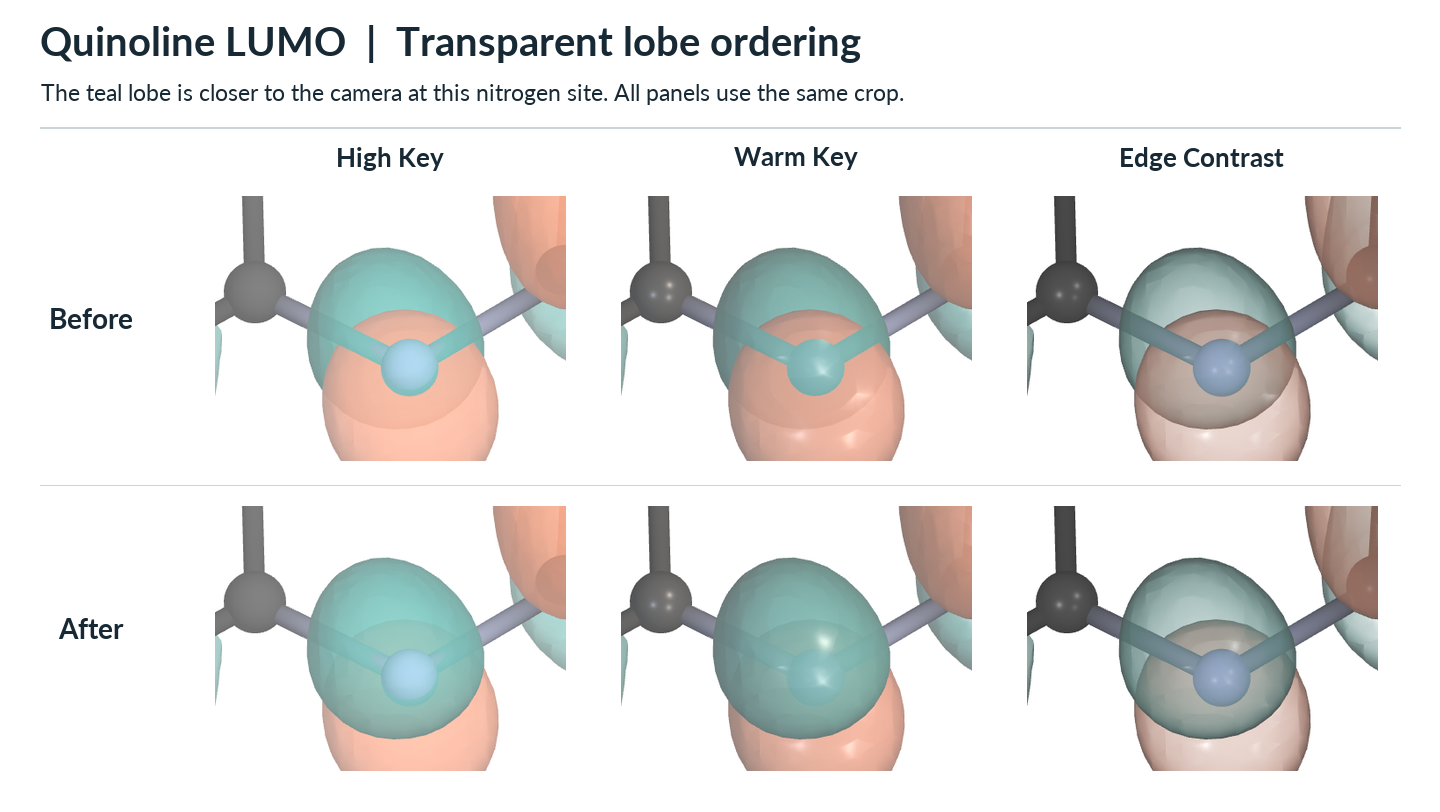 Quinoline LUMO | Transparent lobe ordering
The teal lobe is closer to the camera at this nitrogen site. All panels use the same crop.
High Key
Warm Key
Edge Contrast
Before
After